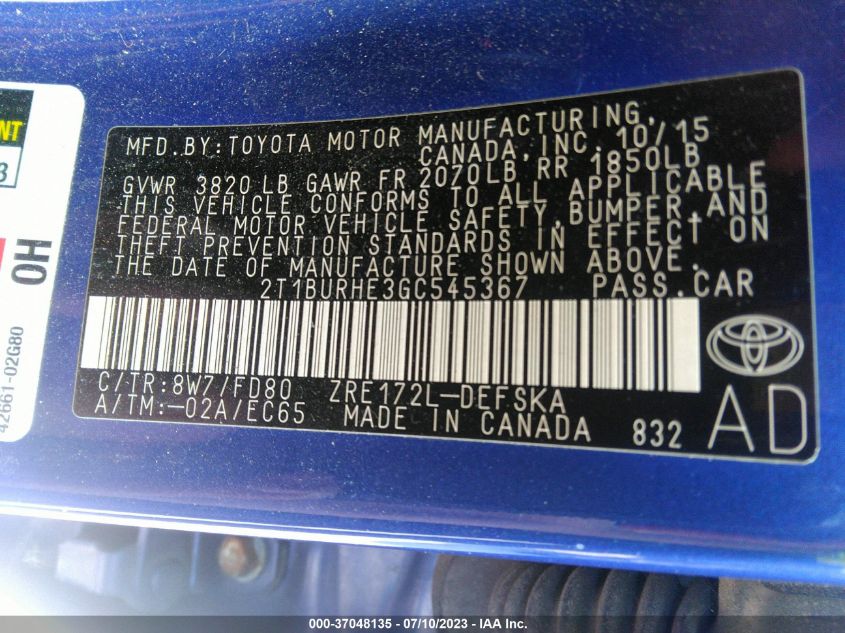 MFD.BY:TOYOTA MOTOR MANUFACTURING,
CANADA,INC. 10/15
GVWR 3820 LB GAWR FR 2070LB RR 1850LB
THIS VEHICLE CONFORMS TO ALL APPLICABLE
FEDERAL MOTOR VEHICLE SAFETY,BUMPER,AND
THEFT PREVENTION STANDARDS IN EFFECT ON
THE DATE OF MANUFACTURE SHOWN ABOVE.
2T1BURHE3GC545367 PASS.CAR
C/TR:8W7/FD80 ZRE172L-DEFSKA
A/TM:-02A/EC65 MADE IN CANADA 832
AD
HO
42661-02G80
000-37048135 - 07/10/2023 - IAA Inc.